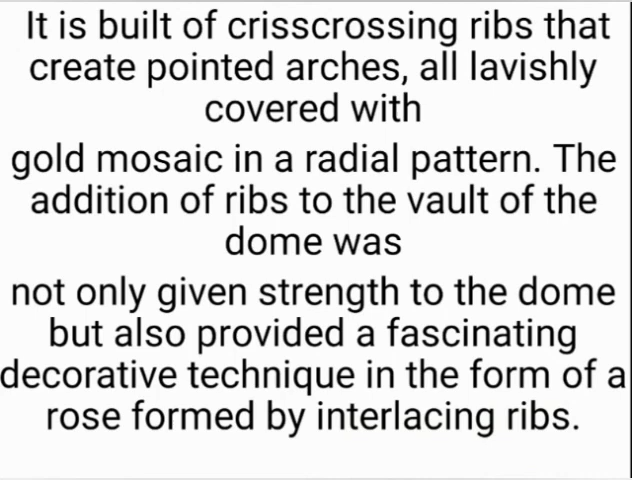 It is built of crisscrossing ribs that
create pointed arches, all lavishly
covered with
gold mosaic in a radial pattern. The
addition of ribs to the vault of the
dome was
not only given strength to the dome
but also provided a fascinating
decorative technique in the form of a
rose formed by interlacing ribs.